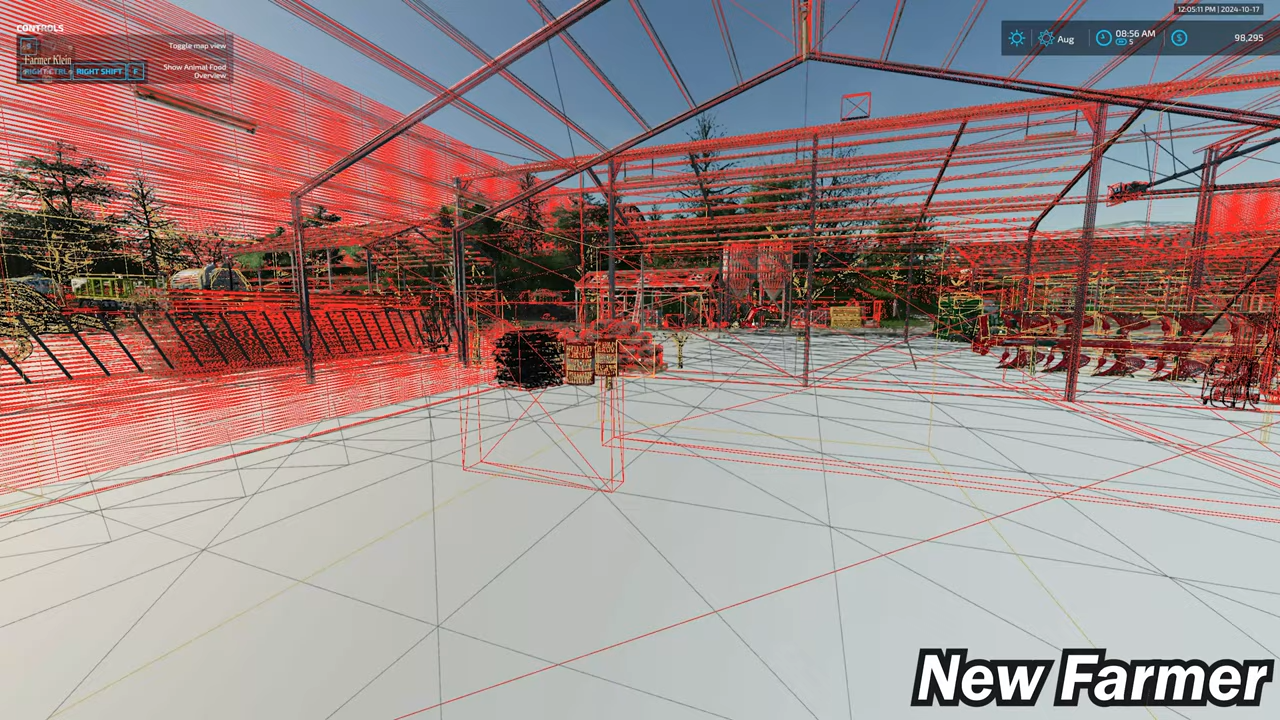 12:05:11 PM | 2024-10-17
CONTROLS
Toggle map view
Farmer Klein
RIGHT CTRL RIGHT SHIFT F
Show Animal Food
Overview
Aug
08:56 AM
5
98,295
New Farmer